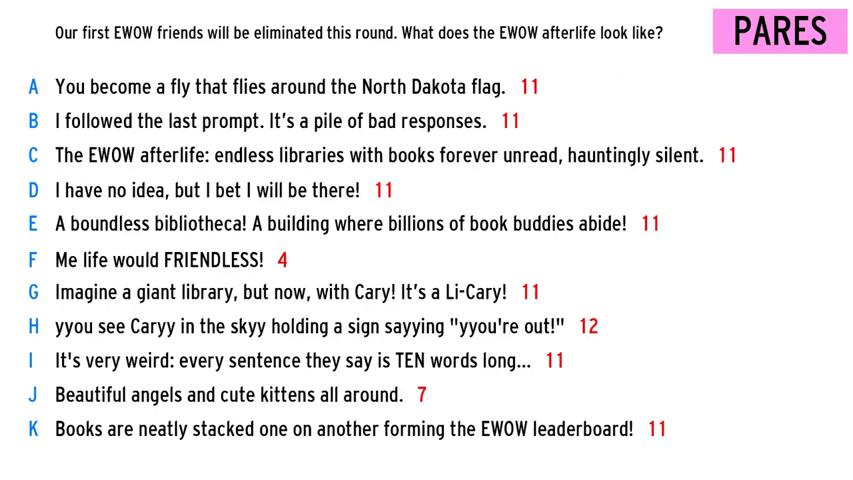 Our first EWOW friends will be eliminated this round. What does the EWOW afterlife look like?
PARES
A You become a fly that flies around the North Dakota flag. 11
B I followed the last prompt. It's a pile of bad responses. 11
C The EWOW afterlife: endless libraries with books forever unread, hauntingly silent. 11
D I have no idea, but I bet I will be there! 11
E A boundless bibliotheca! A building where billions of book buddies abide! 11
F Me life would FRIENDLESS! 4
G Imagine a giant library, but now, with Cary! It's a Li-Cary! 11
H yyou see Caryy in the skyy holding a sign sayying "yyou're out!" 12
I It's very weird: every sentence they say is TEN words long... 11
J Beautiful angels and cute kittens all around. 7
K Books are neatly stacked one on another forming the EWOW leaderboard! 11